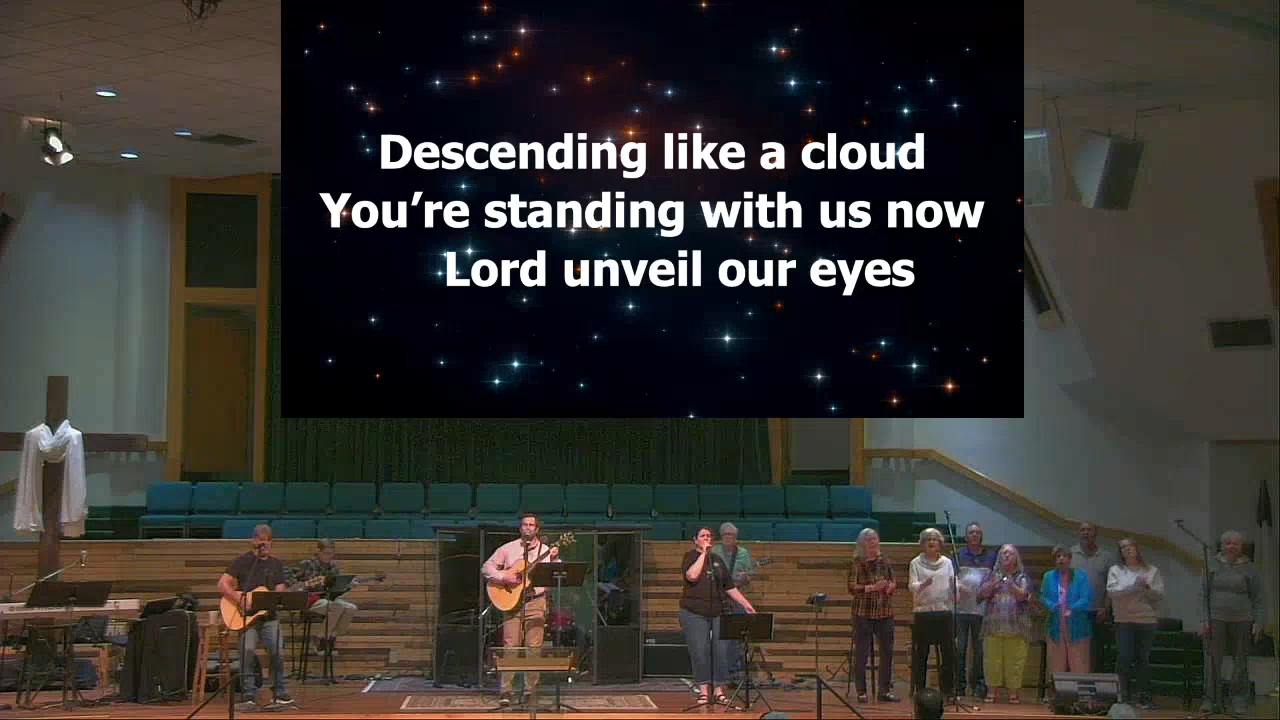 Descending like a cloud
You’re standing with us now
Lord unveil our eyes